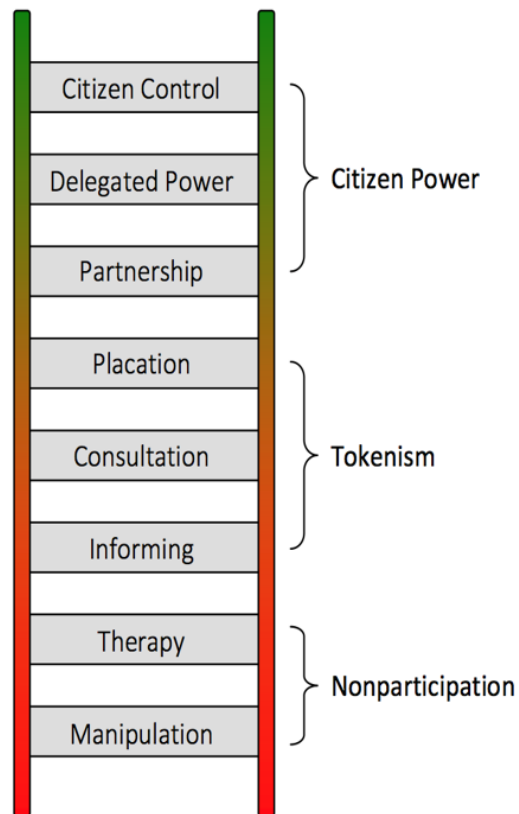 Citizen Control
Delegated Power
Citizen Power
Partnership
Placation
Consultation
Tokenism
Informing
Therapy
Nonparticipation
Manipulation